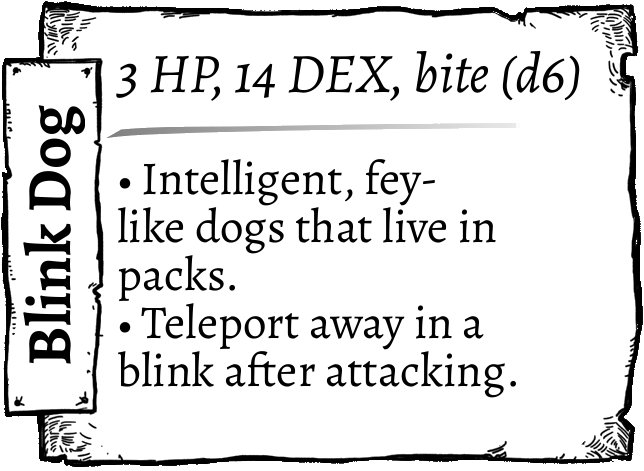 Blink Dog
3 HP, 14 DEX, bite (d6)
• Intelligent, fey-
like dogs that live in
packs.
• Teleport away in a
blink after attacking.